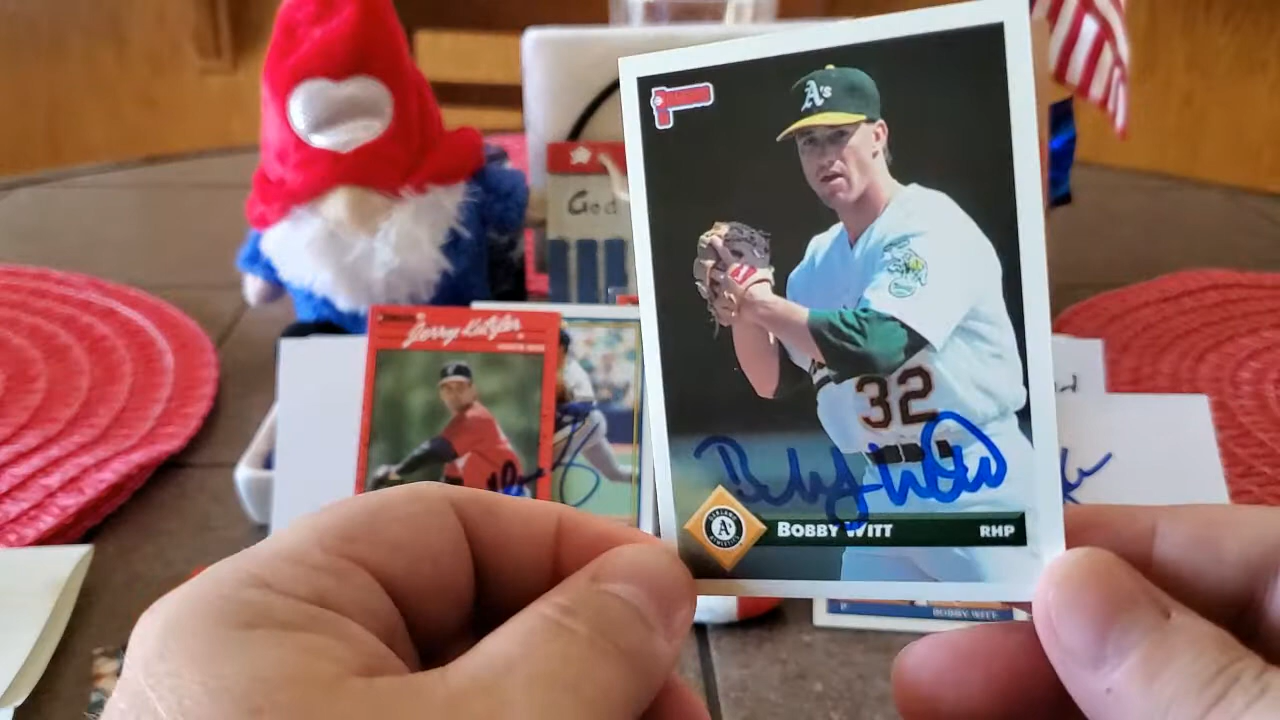 A's
God
Jerry Kutzler
32
Bobby Witt
OAKLAND
A's
ATHLETICS
BOBBY WITT
RHP
P
BOBBY WITT